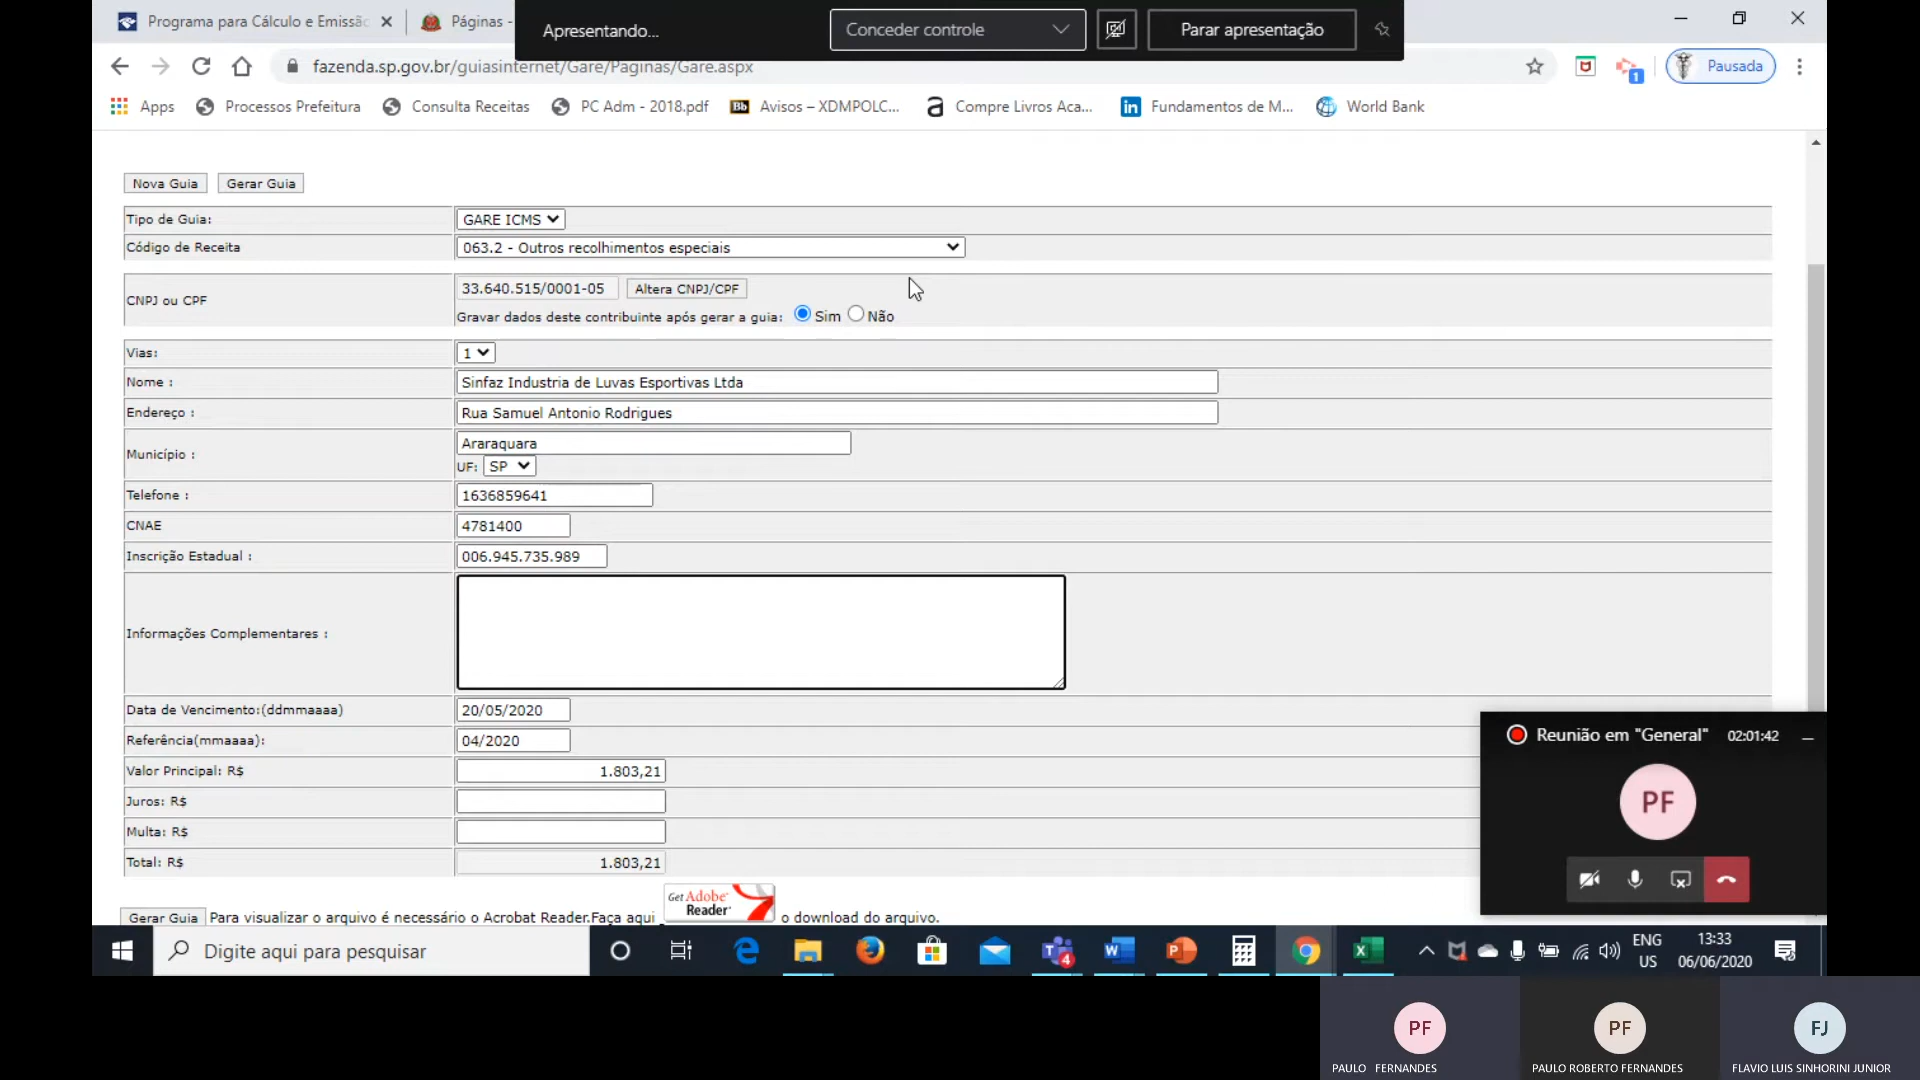 Programa para Cálculo e Emissã
Páginas -
Apresentando...
Conceder controle
Parar apresentação
fazenda.sp.gov.br/guiasinternet/Gare/Paginas/Gare.aspx
1
Pausada
Apps
Processos Prefeitura
Consulta Receitas
PC Adm - 2018.pdf
Bb
Avisos – XDMPOLC...
a
Compre Livros Aca...
in
Fundamentos de M...
World Bank
Nova Guia
Gerar Guia
Tipo de Guia:
GARE ICMS
Código de Receita
063.2 - Outros recolhimentos especiais
CNPJ ou CPF
33.640.515/0001-05
Altera CNPJ/CPF
Gravar dados deste contribuinte após gerar a guia:
Sim
Não
Vias:
1
Nome :
Sinfaz Industria de Luvas Esportivas Ltda
Endereço :
Rua Samuel Antonio Rodrigues
Município :
Araraquara
UF:
SP
Telefone :
1636859641
CNAE
4781400
Inscrição Estadual :
006.945.735.989
Informações Complementares :
Data de Vencimento:(ddmmaaaa)
20/05/2020
Referência(mmaaaa):
04/2020
Valor Principal: R$
1.803,21
Juros: R$
Multa: R$
Total: R$
1.803,21
Reunião em "General"
02:01:42
PF
Gerar Guia
Para visualizar o arquivo é necessário o Acrobat Reader.Faça aqui
Get Adobe
Reader
o download do arquivo.
Digite aqui para pesquisar
4
ENG
US
13:33
06/06/2020
PF
PAULO FERNANDES
PF
PAULO ROBERTO FERNANDES
FJ
FLAVIO LUIS SINHORINI JUNIOR